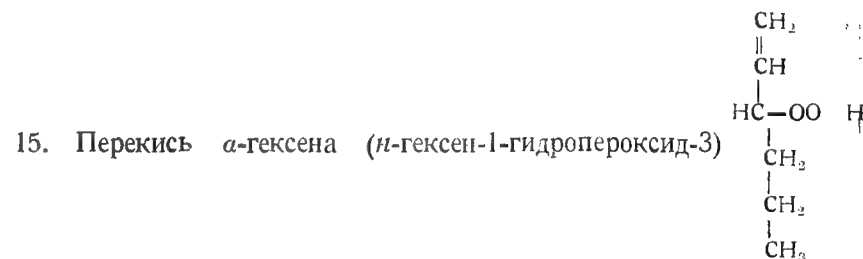 CH₂
||
CH
|
HC—OO H
15. Перекись α-гексена (н-гексен-1-гидропероксид-3)
|
CH₂
|
CH₂
|
CH₃